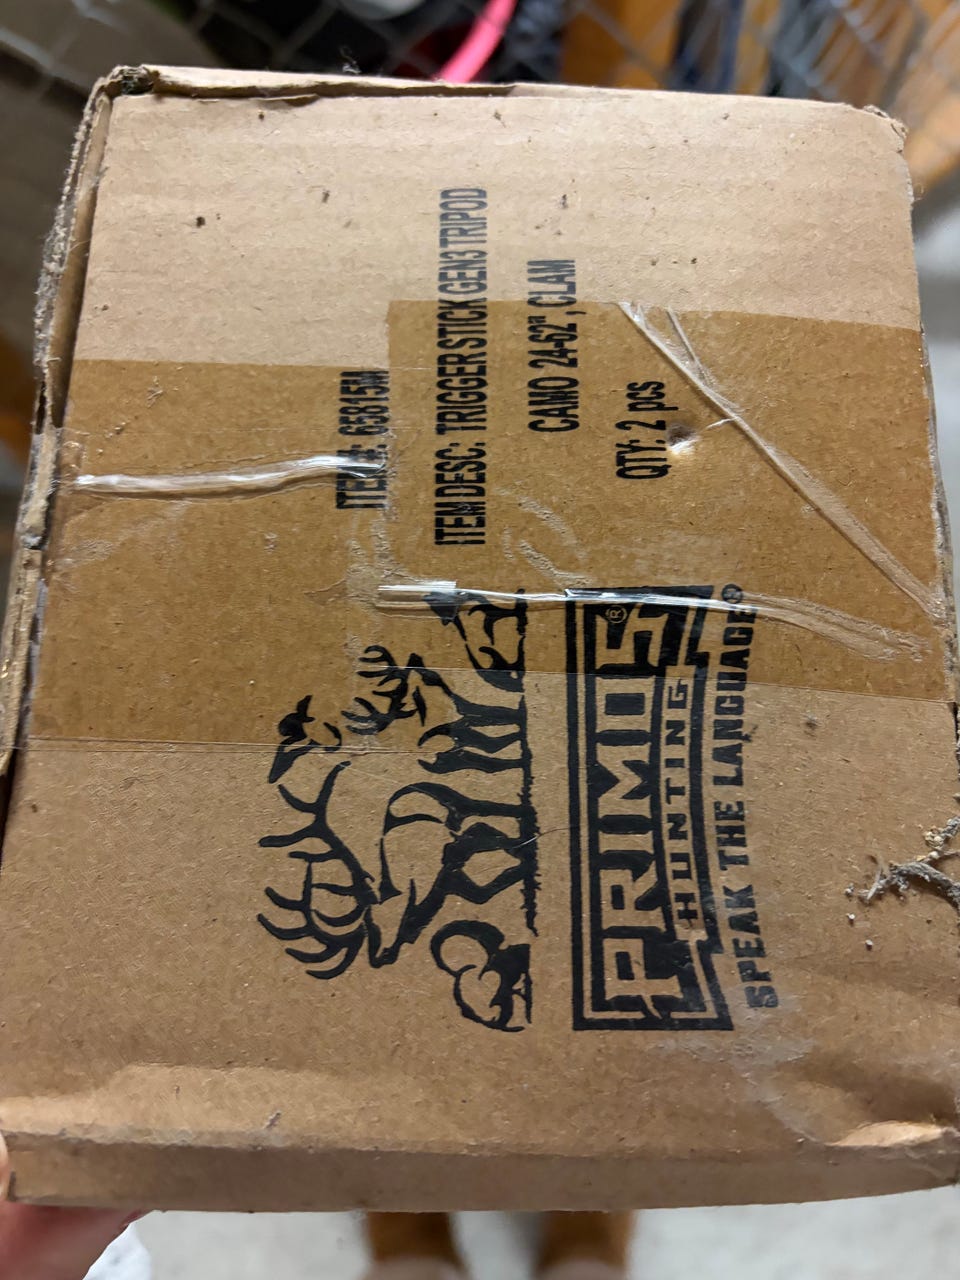 ITEM#: 65815M
ITEM DESC: TRIGGER STICK GEN3 TRIPOD
CAMO 24-62" , CLAM
QTY: 2 pcs
PRIMOS®
HUNTING
SPEAK THE LANGUAGE®